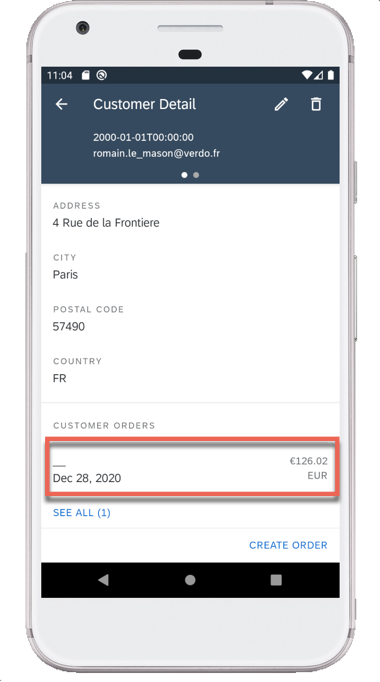 11:04
Customer Detail
2000-01-01T00:00:00
romain.le_mason@verdo.fr
ADDRESS
4 Rue de la Frontiere
CITY
Paris
POSTAL CODE
57490
COUNTRY
FR
CUSTOMER ORDERS
__ €126.02
Dec 28, 2020 EUR
SEE ALL (1)
CREATE ORDER